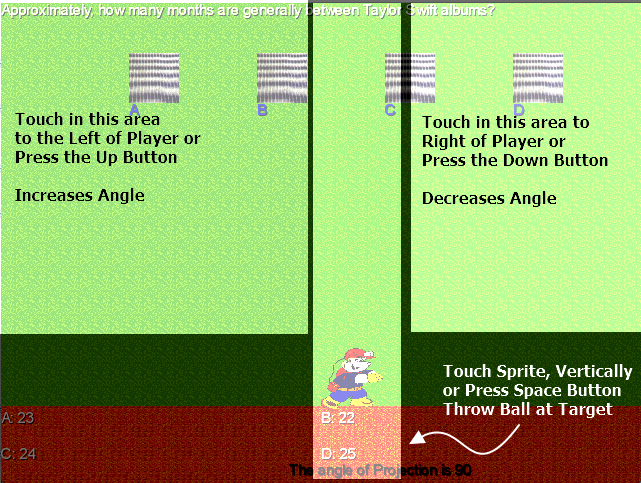 Approximately, how many months are generally between Taylor Swift albums?
A B C D
Touch in this area
to the Left of Player or
Press the Up Button
Increases Angle
Touch in this area to
Right of Player or
Press the Down Button
Decreases Angle
Touch Sprite, Vertically
or Press Space Button
Throw Ball at Target
A: 23 B: 22
C: 24 D: 25
The angle of Projection is 90